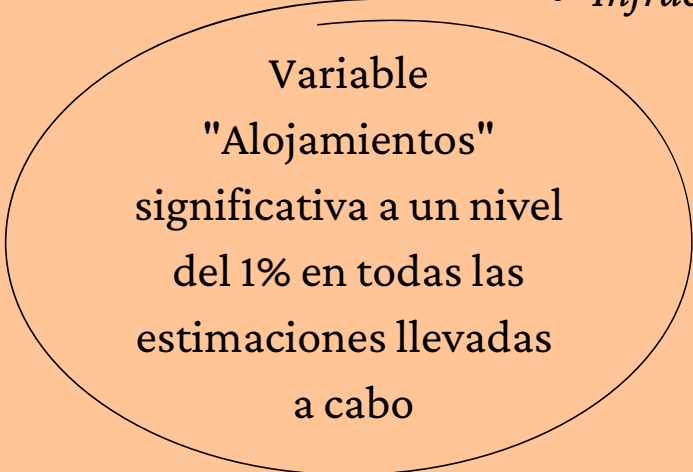 Variable
"Alojamientos"
significativa a un nivel
del 1% en todas las
estimaciones llevadas
a cabo